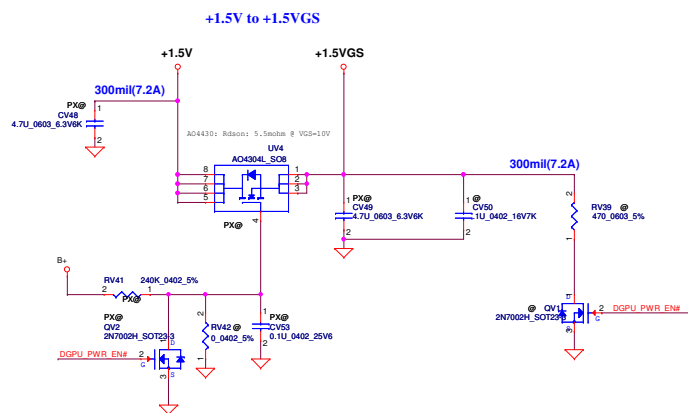 +1.5V to +1.5VGS
+1.5V
+1.5VGS
300mil(7.2A)
PX@
CV48
4.7U_0603_6.3V6K
1
2
AO4430: Rdson: 5.5mohm @ VGS=10V
UV4
AO4304L_SO8
8
7
6
5
1
2
3
4
PX@
300mil(7.2A)
1
2
PX@
CV49
4.7U_0603_6.3V6K
1
2
@
CV50
.1U_0402_16V7K
2
1
RV39 @
470_0603_5%
B+
RV41 240K_0402_5%
2
1
PX@
PX@
QV2
2N7002H_SOT23-3
DGPU_PWR_EN#
2
G
1
D
S
3
RV42 @
0_0402_5%
1
2
PX@
CV53
0.1U_0402_25V6
@
QV1
2N7002H_SOT23-3
1
D
2
G
3
DGPU_PWR_EN#